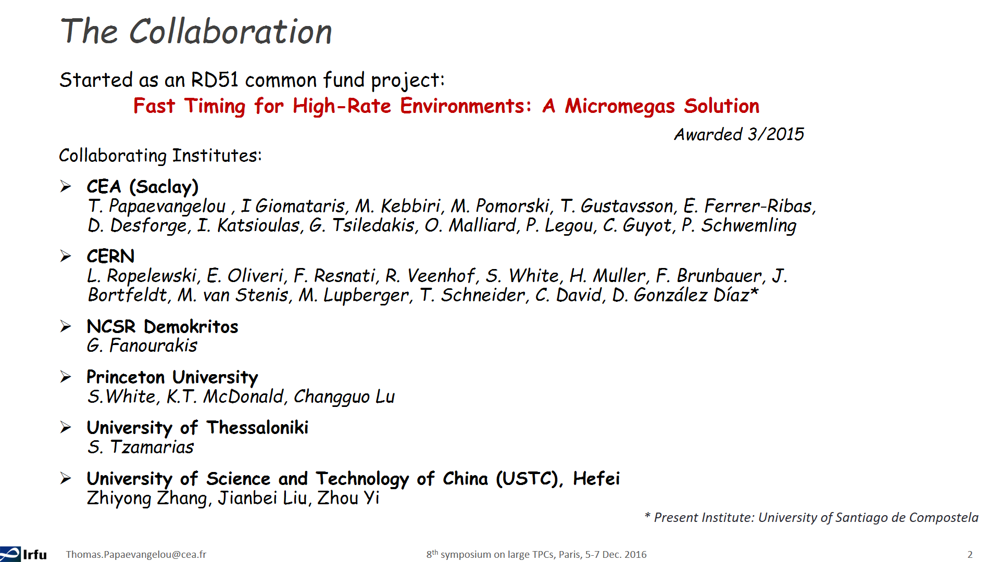 The Collaboration
Started as an RD51 common fund project:
Fast Timing for High-Rate Environments: A Micromegas Solution
Awarded 3/2015
Collaborating Institutes:
➢ CEA (Saclay)
T. Papaevangelou , I Giomataris, M. Kebbiri, M. Pomorski, T. Gustavsson, E. Ferrer-Ribas,
D. Desforge, I. Katsioulas, G. Tsiledakis, O. Malliard, P. Legou, C. Guyot, P. Schwemling
➢ CERN
L. Ropelewski, E. Oliveri, F. Resnati, R. Veenhof, S. White, H. Muller, F. Brunbauer, J.
Bortfeldt, M. van Stenis, M. Lupberger, T. Schneider, C. David, D. González Díaz*
➢ NCSR Demokritos
G. Fanourakis
➢ Princeton University
S.White, K.T. McDonald, Changguo Lu
➢ University of Thessaloniki
S. Tzamarias
➢ University of Science and Technology of China (USTC), Hefei
Zhiyong Zhang, Jianbei Liu, Zhou Yi
* Present Institute: University of Santiago de Compostela
Irfu Thomas.Papaevangelou@cea.fr 8th symposium on large TPCs, Paris, 5-7 Dec. 2016 2